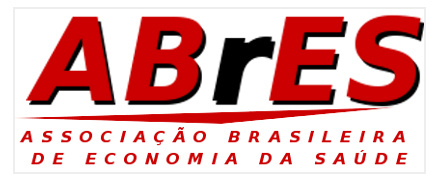 ABrES
ASSOCIAÇÃO BRASILEIRA
DE ECONOMIA DA SAÚDE